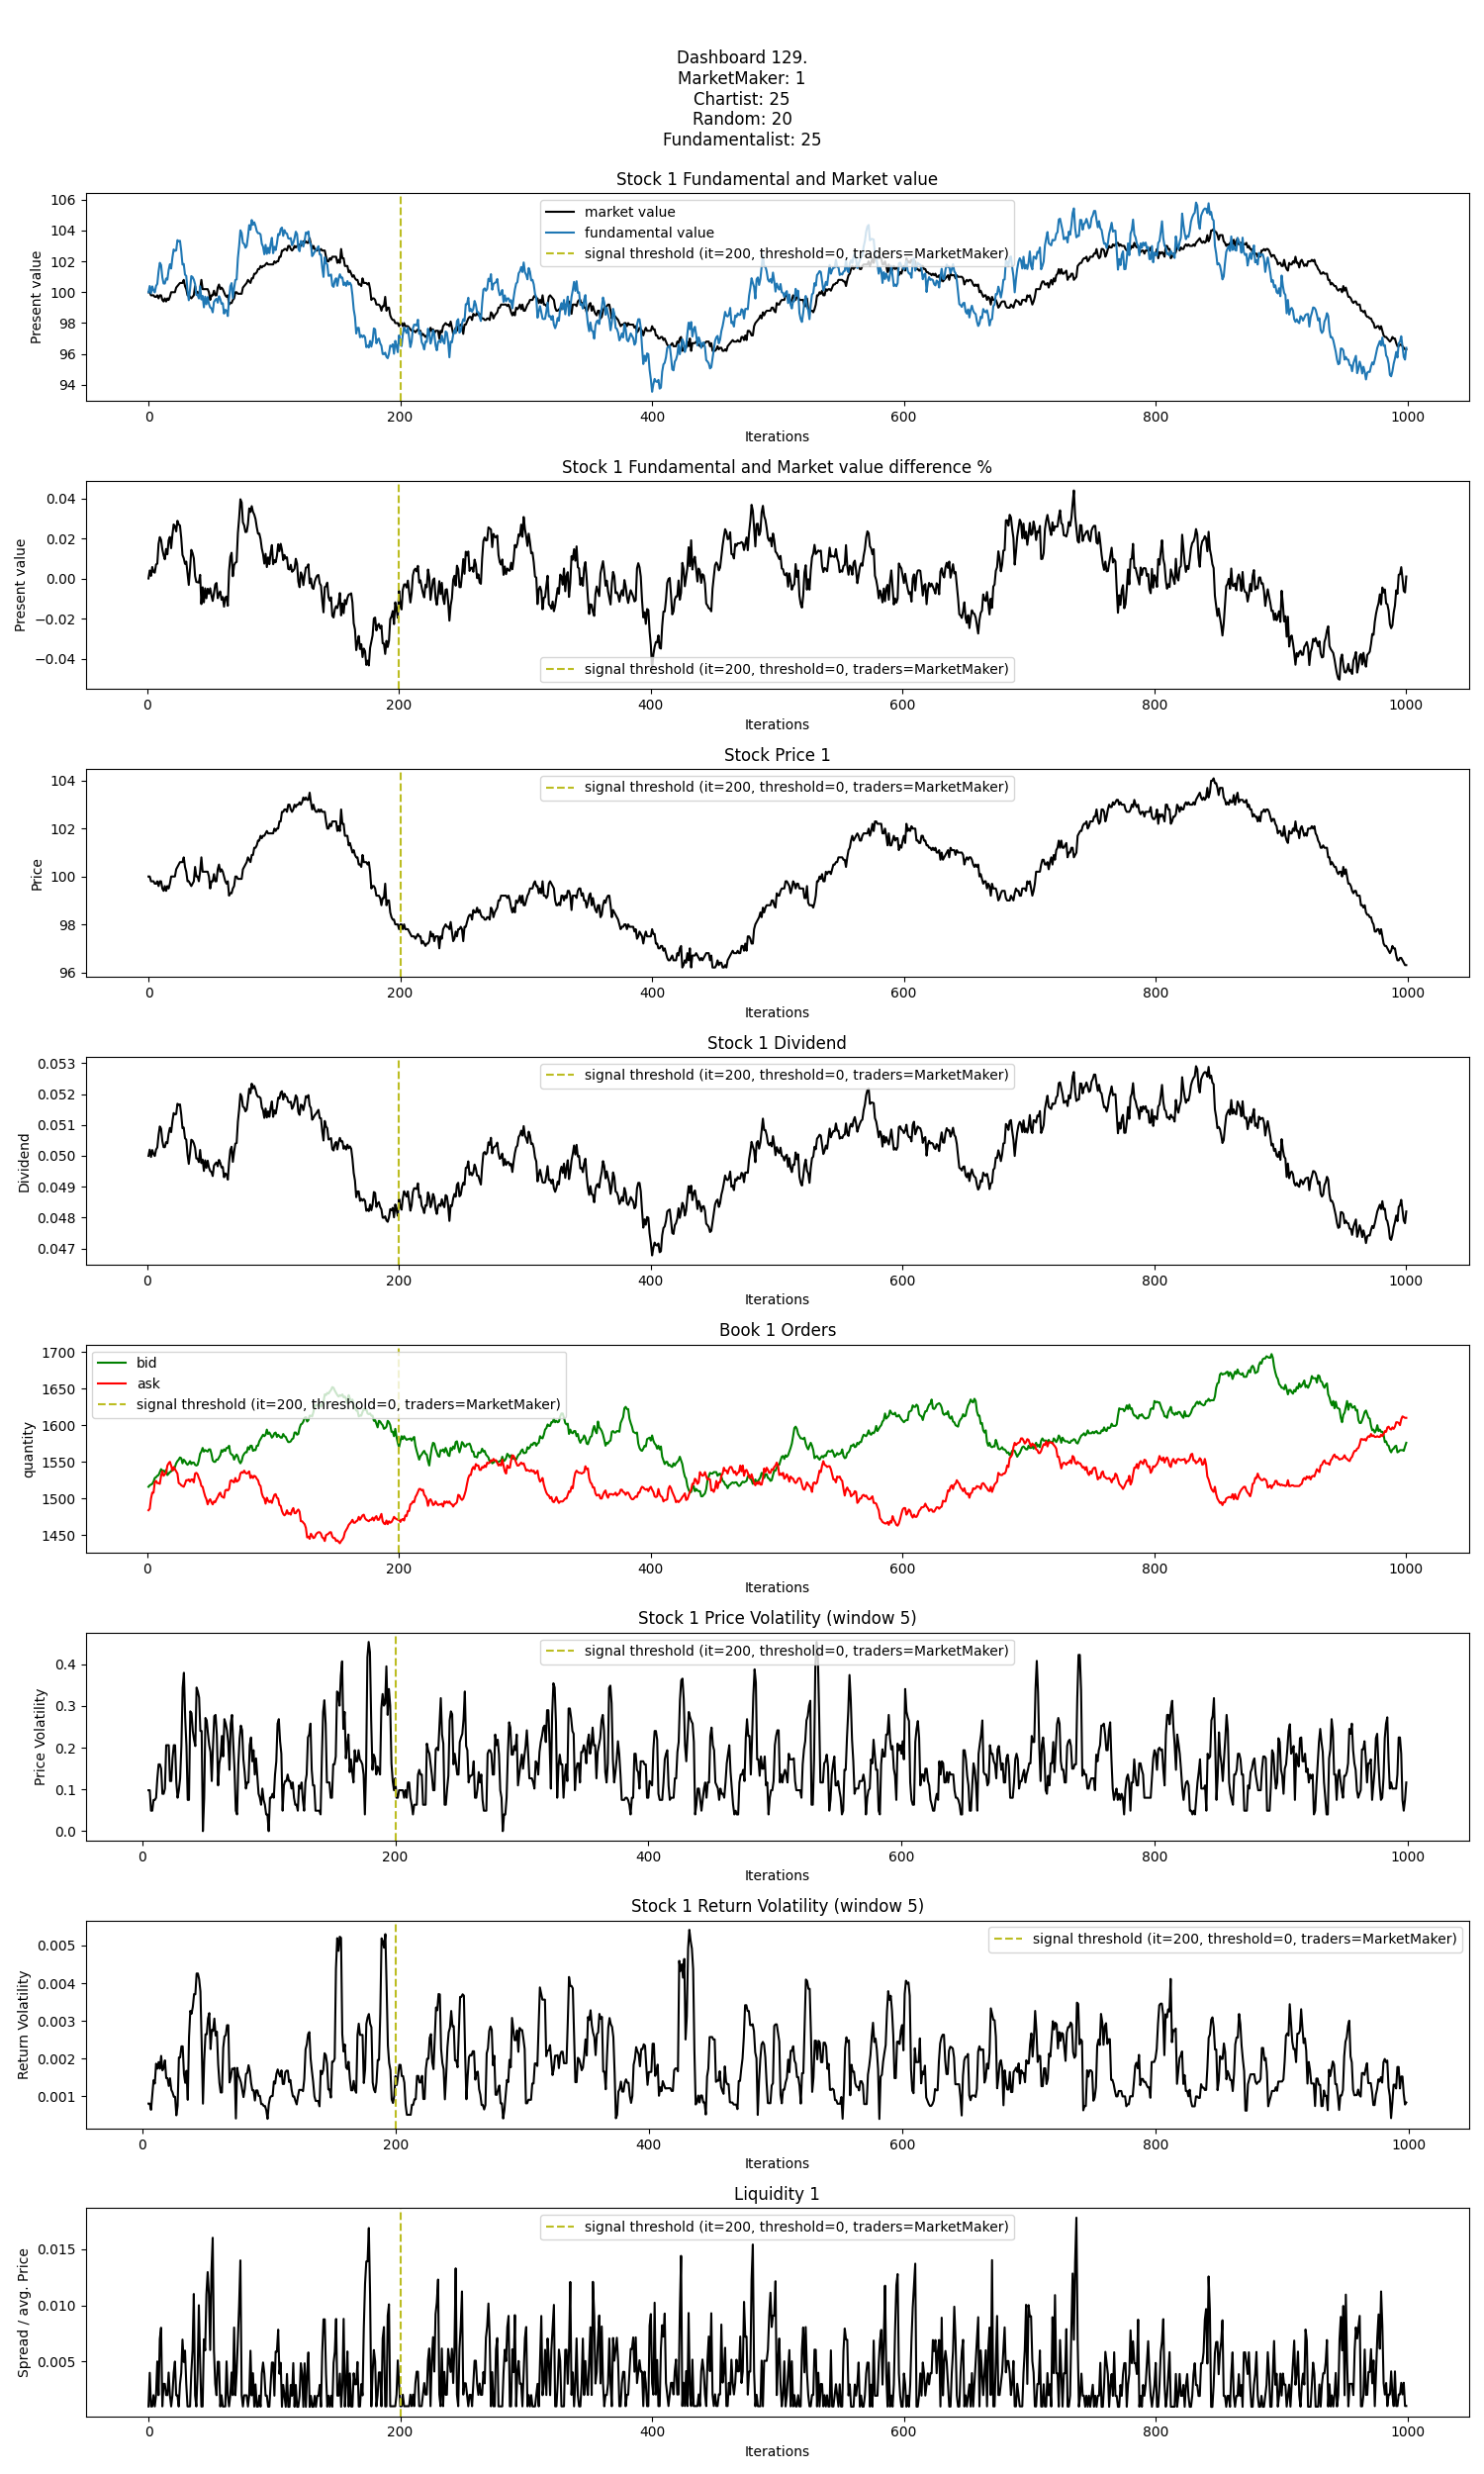 Dashboard 129.
MarketMaker: 1
Chartist: 25
Random: 20
Fundamentalist: 25
Stock 1 Fundamental and Market value
106
104
102
100
98
96
94
Present value
market value
fundamental value
signal threshold (it=200, threshold=0, traders=MarketMaker)
0 200 400 600 800 1000
Iterations
Stock 1 Fundamental and Market value difference %
0.04
0.02
0.00
−0.02
−0.04
Present value
signal threshold (it=200, threshold=0, traders=MarketMaker)
0 200 400 600 800 1000
Iterations
Stock Price 1
104
102
100
98
96
Price
signal threshold (it=200, threshold=0, traders=MarketMaker)
0 200 400 600 800 1000
Iterations
Stock 1 Dividend
0.053
0.052
0.051
0.050
0.049
0.048
0.047
Dividend
signal threshold (it=200, threshold=0, traders=MarketMaker)
0 200 400 600 800 1000
Iterations
Book 1 Orders
1700
1650
1600
1550
1500
1450
quantity
bid
ask
signal threshold (it=200, threshold=0, traders=MarketMaker)
0 200 400 600 800 1000
Iterations
Stock 1 Price Volatility (window 5)
0.4
0.3
0.2
0.1
0.0
Price Volatility
signal threshold (it=200, threshold=0, traders=MarketMaker)
0 200 400 600 800 1000
Iterations
Stock 1 Return Volatility (window 5)
0.005
0.004
0.003
0.002
0.001
Return Volatility
signal threshold (it=200, threshold=0, traders=MarketMaker)
0 200 400 600 800 1000
Iterations
Liquidity 1
0.015
0.010
0.005
Spread / avg. Price
signal threshold (it=200, threshold=0, traders=MarketMaker)
0 200 400 600 800 1000
Iterations